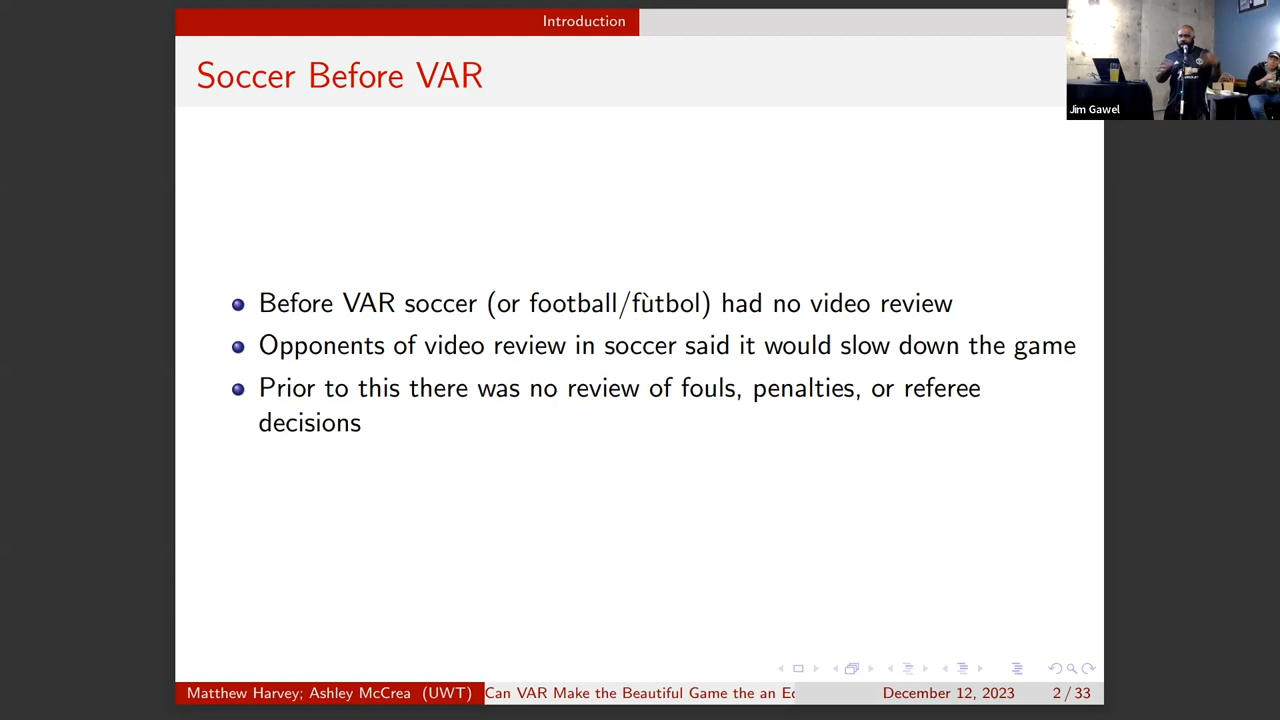 Introduction
Soccer Before VAR
Jim Gawel
Before VAR soccer (or football/fùtbol) had no video review
Opponents of video review in soccer said it would slow down the game
Prior to this there was no review of fouls, penalties, or referee
decisions
Matthew Harvey; Ashley McCrea (UWT)
Can VAR Make the Beautiful Game the an Ec
December 12, 2023
2 / 33